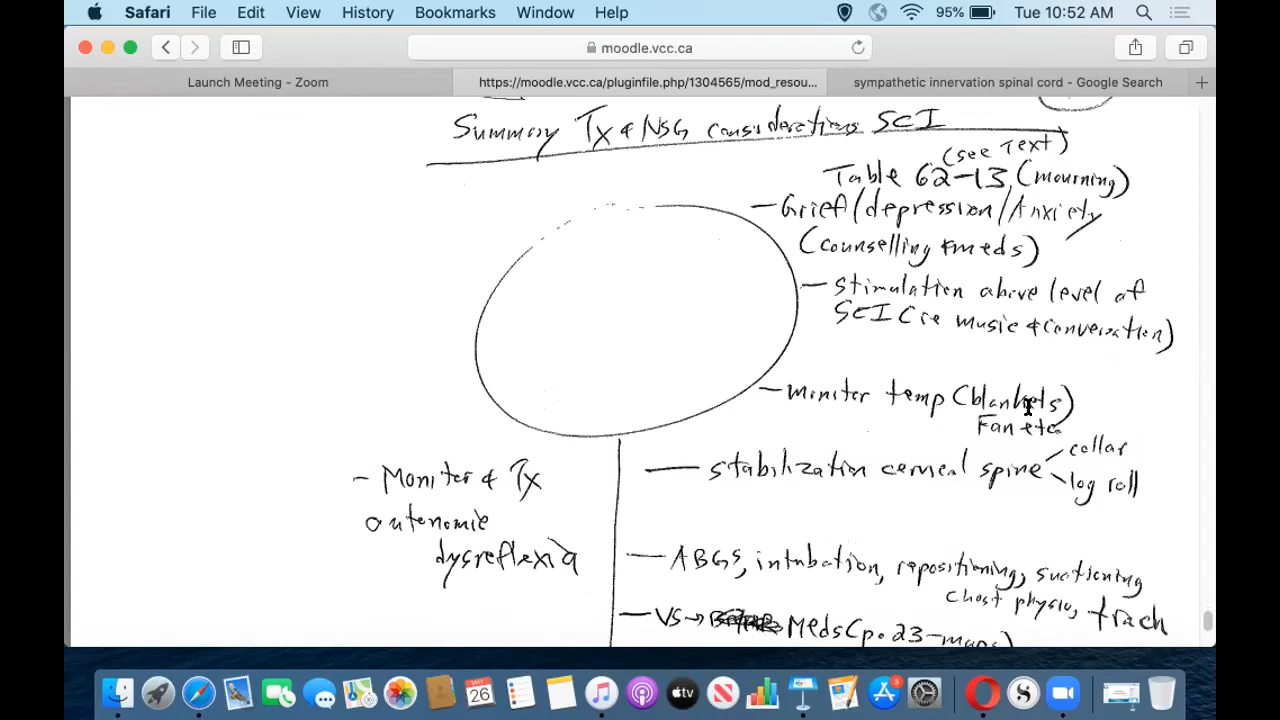 Safari File Edit View History Bookmarks Window Help 95% Tue 10:52 AM
moodle.vcc.ca
Launch Meeting - Zoom https://moodle.vcc.ca/pluginfile.php/1304565/mod_resou... sympathetic innervation spinal cord - Google Search
Summary Tx & NSG considerations SCI
(see Text)
Table 62-13 (mourning)
- Grief/depression/Anxiety
(counselling & meds)
- stimulation above level of
SCI (ie music & conversation)
- monitor temp (blankets)
Fan etc.
- stabilization cervical spine collar
log roll
- Monitor & Tx
autonomic
dysreflexia
- ABGS, intubation, repositioning, suctioning
chest physio, trach
- VS → Meds (p. 23-